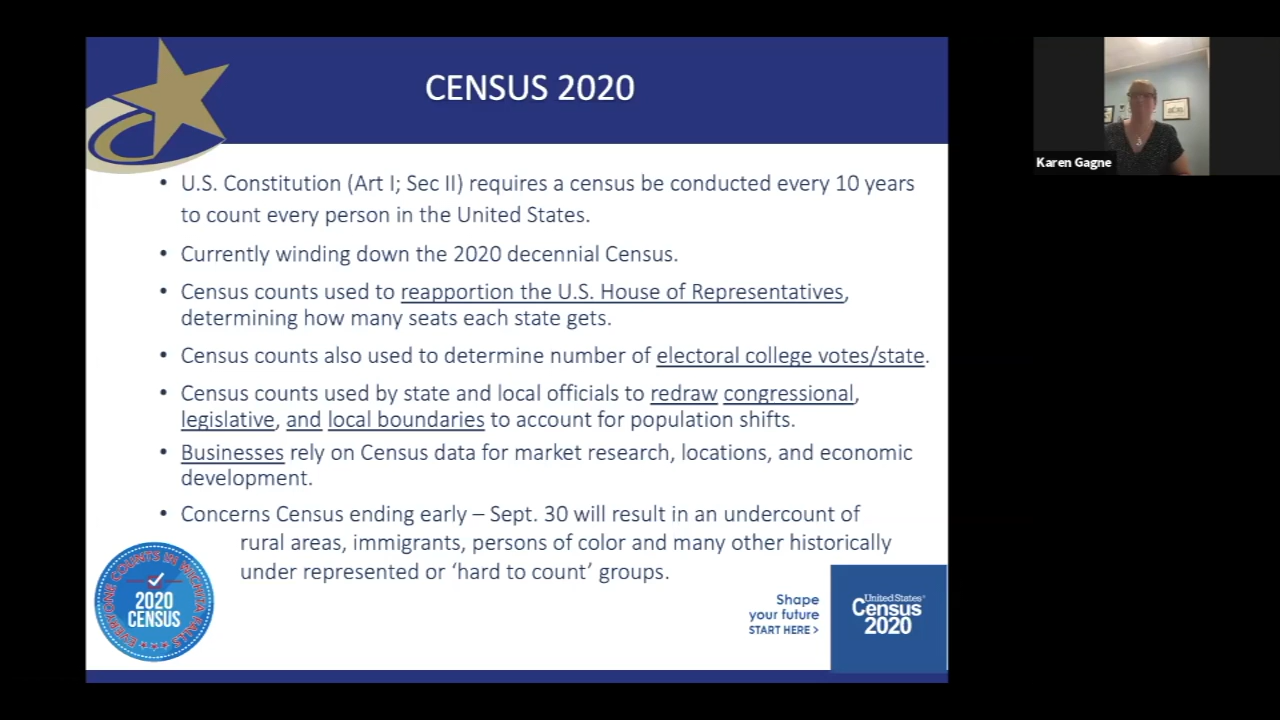 CENSUS 2020
• U.S. Constitution (Art I; Sec II) requires a census be conducted every 10 years
to count every person in the United States.
• Currently winding down the 2020 decennial Census.
• Census counts used to reapportion the U.S. House of Representatives,
determining how many seats each state gets.
• Census counts also used to determine number of electoral college votes/state.
• Census counts used by state and local officials to redraw congressional,
legislative, and local boundaries to account for population shifts.
• Businesses rely on Census data for market research, locations, and economic
development.
• Concerns Census ending early – Sept. 30 will result in an undercount of
rural areas, immigrants, persons of color and many other historically
under represented or ‘hard to count’ groups.
EVERYONE COUNTS IN WICHITA FALLS
2020
CENSUS
Shape
your future
START HERE >
United States®
Census
2020
Karen Gagne